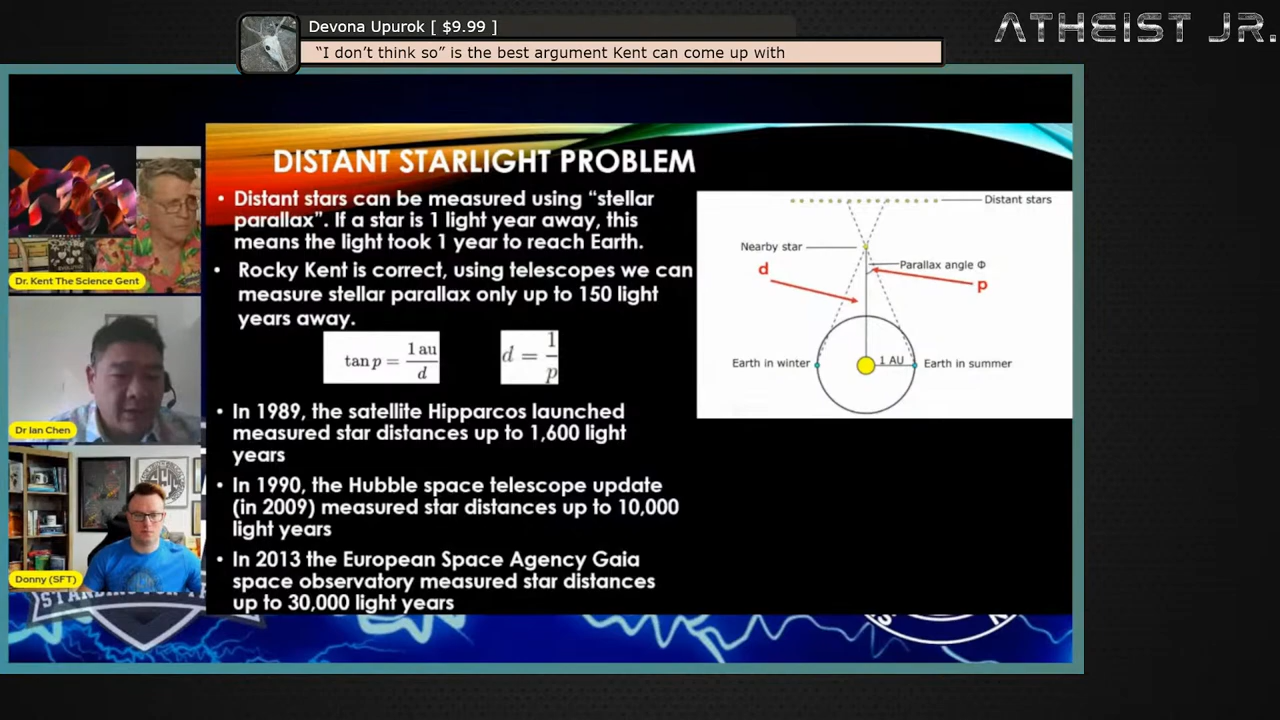 Devona Upurok [ $9.99 ]
“I don’t think so” is the best argument Kent can come up with
ATHEIST JR.
DISTANT STARLIGHT PROBLEM
• Distant stars can be measured using “stellar
parallax”. If a star is 1 light year away, this
means the light took 1 year to reach Earth.
• Rocky Kent is correct, using telescopes we can
measure stellar parallax only up to 150 light
years away.
tan p = 1 au / d
d = 1 / p
• In 1989, the satellite Hipparcos launched
measured star distances up to 1,600 light
years
• In 1990, the Hubble space telescope update
(in 2009) measured star distances up to 10,000
light years
• In 2013 the European Space Agency Gaia
space observatory measured star distances
up to 30,000 light years
Distant stars
Nearby star
Parallax angle Φ
d
p
Earth in winter
1 AU
Earth in summer
Dr. Kent The Science Gent
Dr Ian Chen
Donny (SFT)